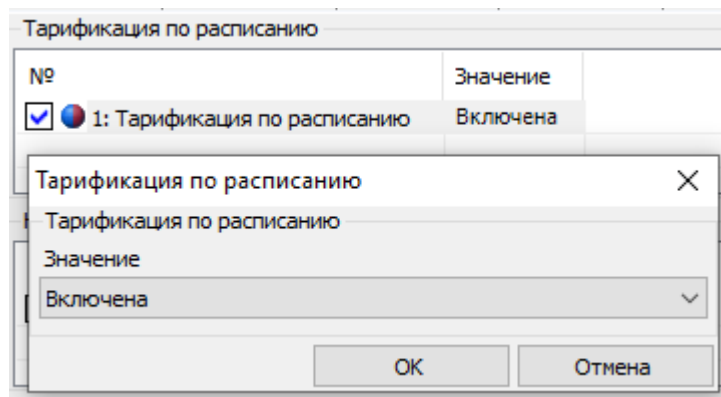 Тарификация по расписанию
№ Значение
1: Тарификация по расписанию Включена
Тарификация по расписанию
Тарификация по расписанию
Значение
Включена
OK Отмена